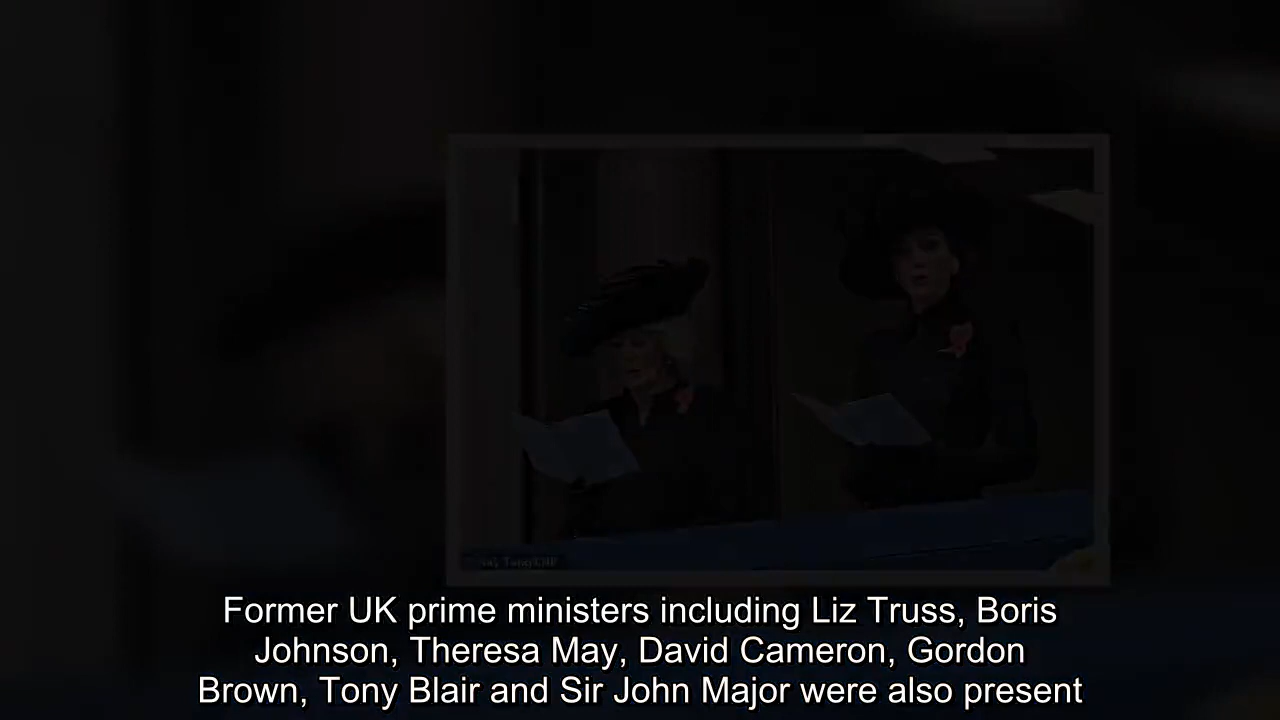 Former UK prime ministers including Liz Truss, Boris
Johnson, Theresa May, David Cameron, Gordon
Brown, Tony Blair and Sir John Major were also present